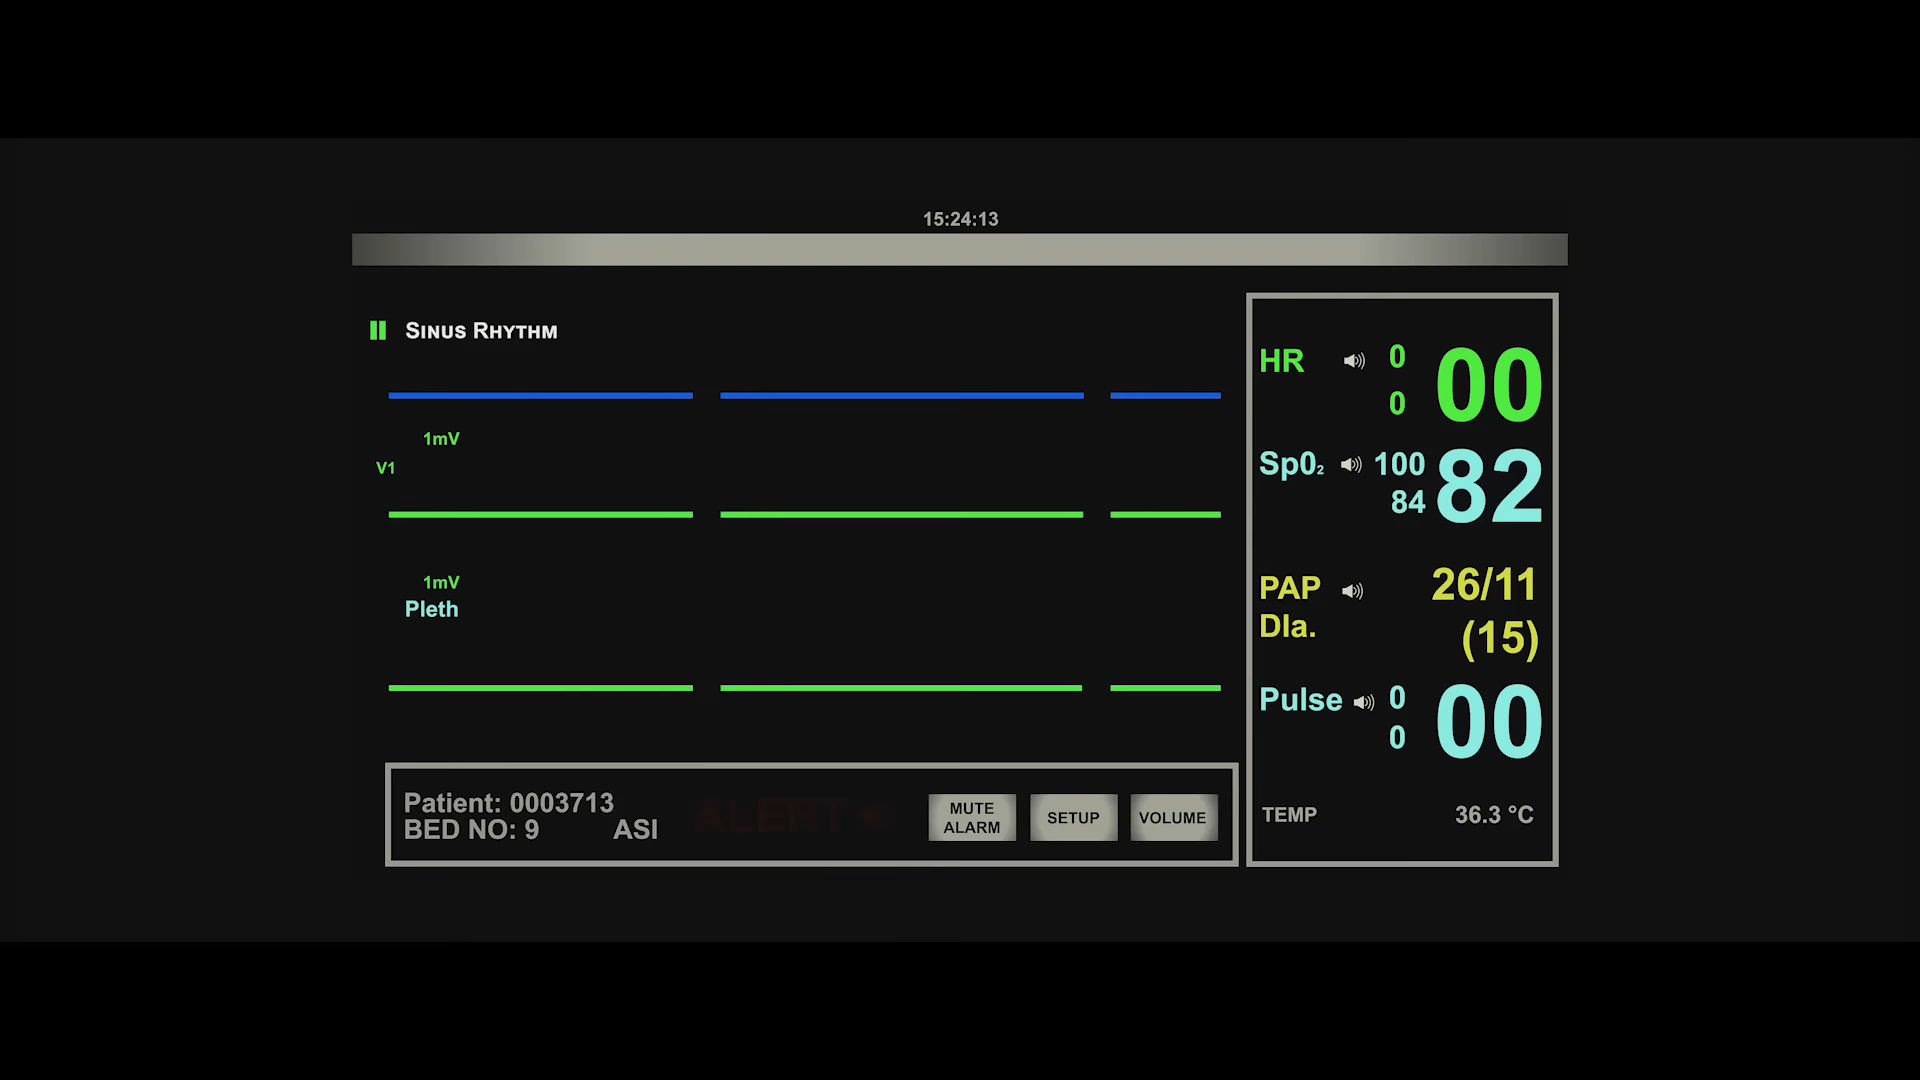 15:24:13
Sinus Rhythm
1mV
V1
1mV
Pleth
HR 0 00
0
Sp0₂ 100 82
84
PAP 26/11
DIa. (15)
Pulse 0 00
0
TEMP 36.3 °C
Patient: 0003713
BED NO: 9 ASI
ALERT
MUTE
ALARM
SETUP
VOLUME